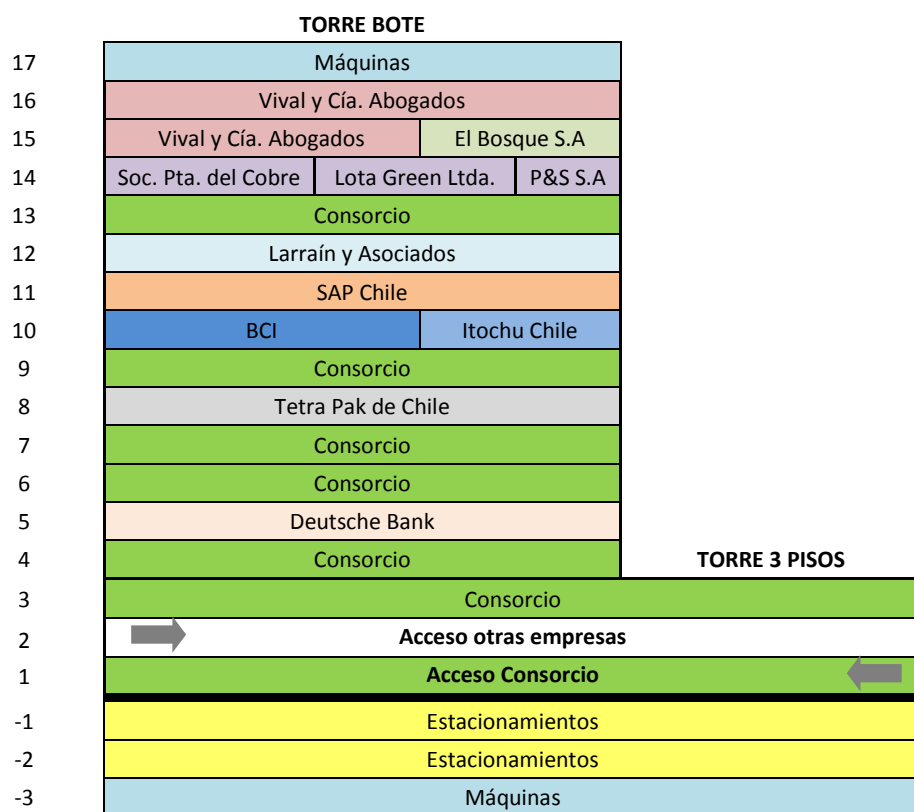 TORRE BOTE
17 Máquinas
16 Vival y Cía. Abogados
15 Vival y Cía. Abogados El Bosque S.A
14 Soc. Pta. del Cobre Lota Green Ltda. P&S S.A
13 Consorcio
12 Larraín y Asociados
11 SAP Chile
10 BCI Itochu Chile
9 Consorcio
8 Tetra Pak de Chile
7 Consorcio
6 Consorcio
5 Deutsche Bank
4 Consorcio TORRE 3 PISOS
3 Consorcio
2 Acceso otras empresas
1 Acceso Consorcio
-1 Estacionamientos
-2 Estacionamientos
-3 Máquinas